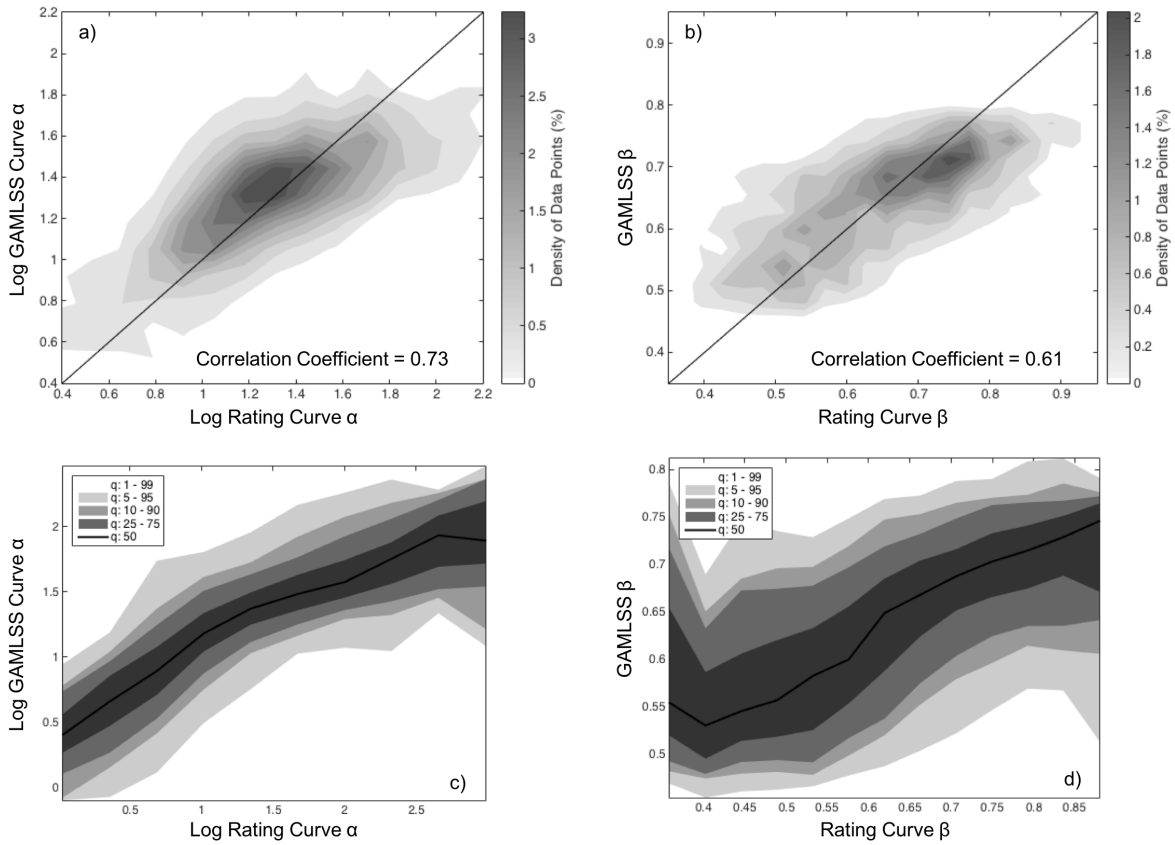 a)
2.2
2
1.8
1.6
1.4
1.2
1
0.8
0.6
0.4
0.4 0.6 0.8 1 1.2 1.4 1.6 1.8 2 2.2
Log GAMLSS Curve α
Log Rating Curve α
Correlation Coefficient = 0.73
3
2.5
2
1.5
1
0.5
0
Density of Data Points (%)
b)
0.9
0.8
0.7
0.6
0.5
0.4
0.4 0.5 0.6 0.7 0.8 0.9
GAMLSS β
Rating Curve β
Correlation Coefficient = 0.61
2
1.8
1.6
1.4
1.2
1
0.8
0.6
0.4
0.2
0
Density of Data Points (%)
q: 1 - 99
q: 5 - 95
q: 10 - 90
q: 25 - 75
q: 50
2
1.5
1
0.5
0
0.5 1 1.5 2 2.5
Log GAMLSS Curve α
Log Rating Curve α
c)
q: 1 - 99
q: 5 - 95
q: 10 - 90
q: 25 - 75
q: 50
0.8
0.75
0.7
0.65
0.6
0.55
0.5
0.4 0.45 0.5 0.55 0.6 0.65 0.7 0.75 0.8 0.85
GAMLSS β
Rating Curve β
d)